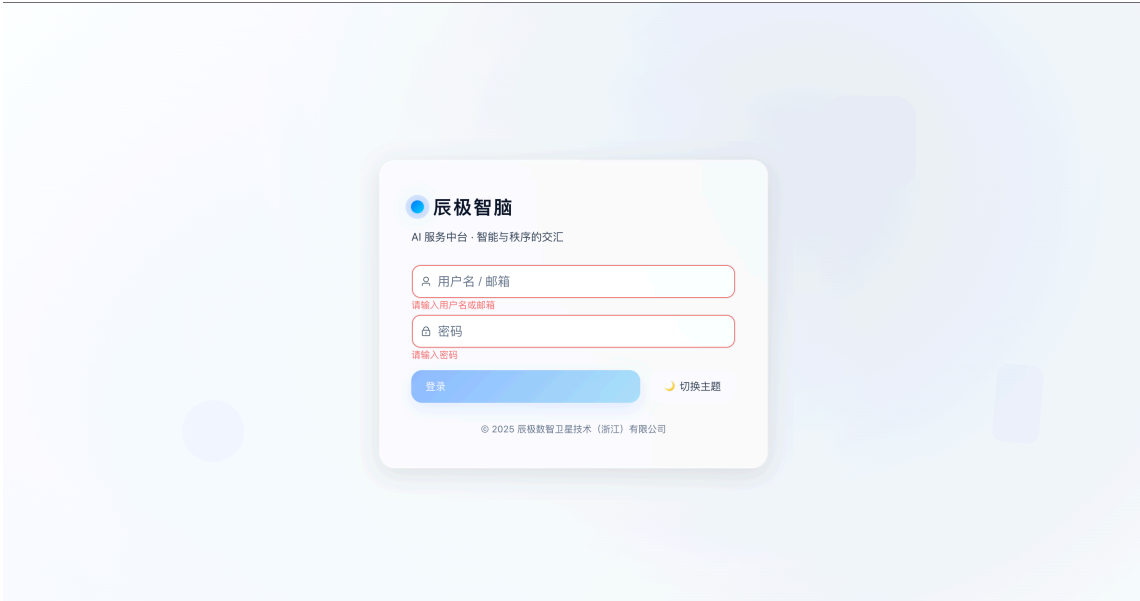 辰极智脑
AI 服务中台 · 智能与秩序的交汇
用户名 / 邮箱
请输入用户名或邮箱
密码
请输入密码
登录
🌙 切换主题
© 2025 辰极数智卫星技术（浙江）有限公司